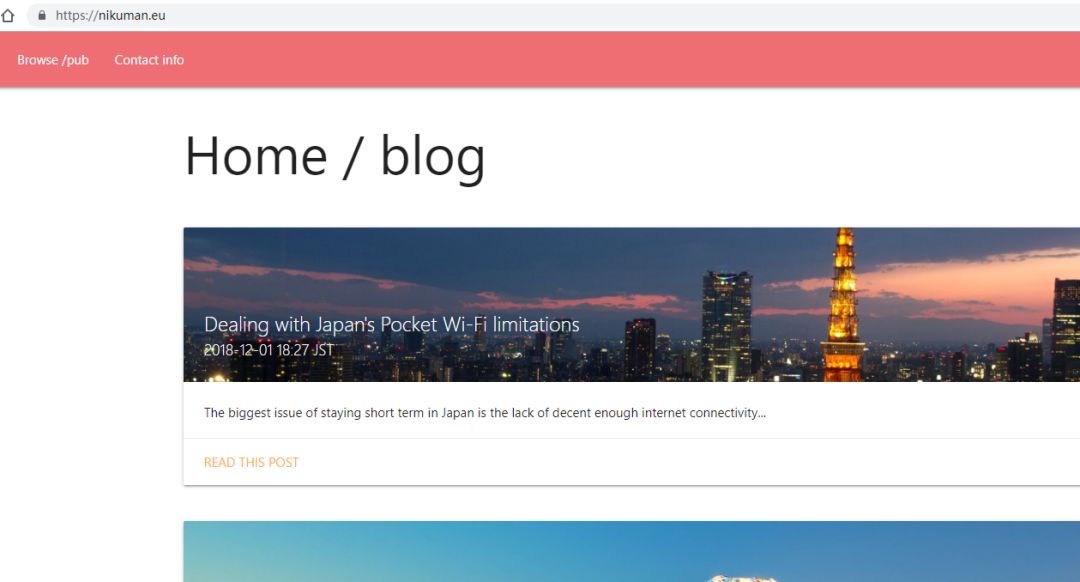 https://nikuman.eu
Browse /pub Contact info
Home / blog
Dealing with Japan's Pocket Wi-Fi limitations
2018-12-01 18:27 JST
The biggest issue of staying short term in Japan is the lack of decent enough internet connectivity...
READ THIS POST